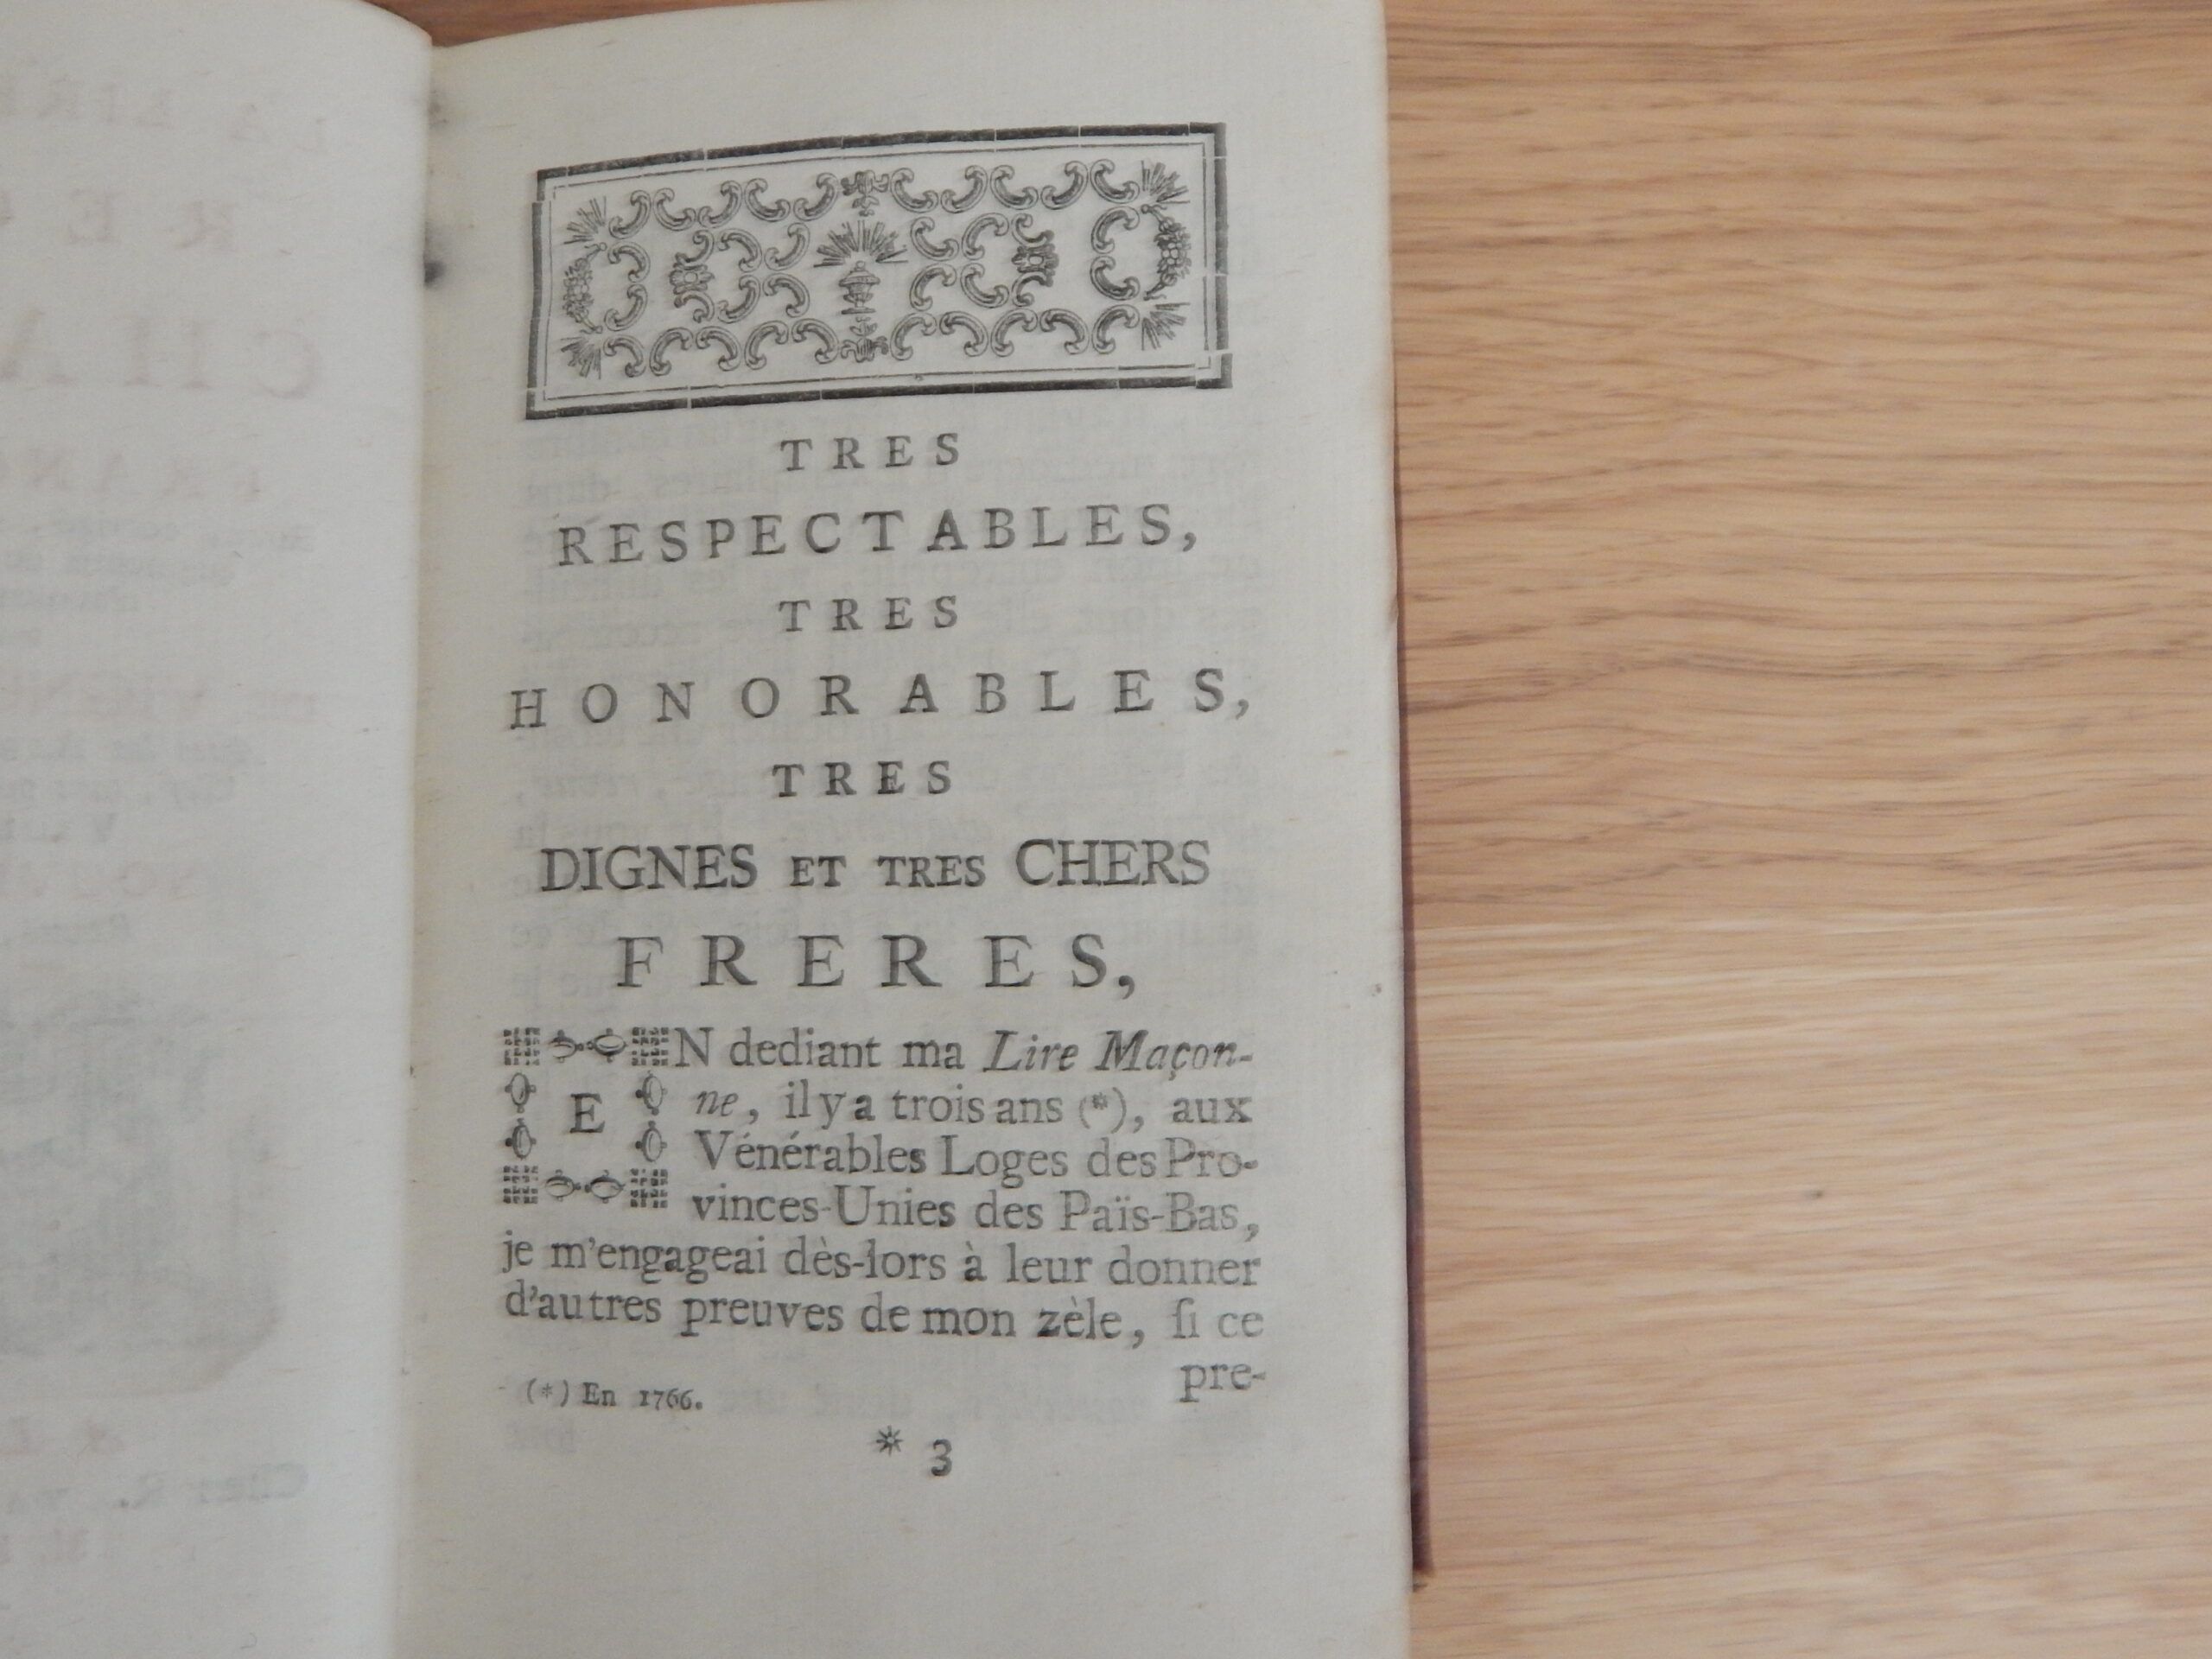 TRES
RESPECTABLES,
TRES
HONORABLES,
TRES
DIGNES ET TRES CHERS
FRERES,
EN dediant ma Lire Maçon-
ne, il y a trois ans (*), aux
Vénérables Loges des Pro-
vinces-Unies des Païs-Bas,
je m'engageai dès-lors à leur donner
d'autres preuves de mon zèle, ſi ce
pre-
(*) En 1766.
* 3